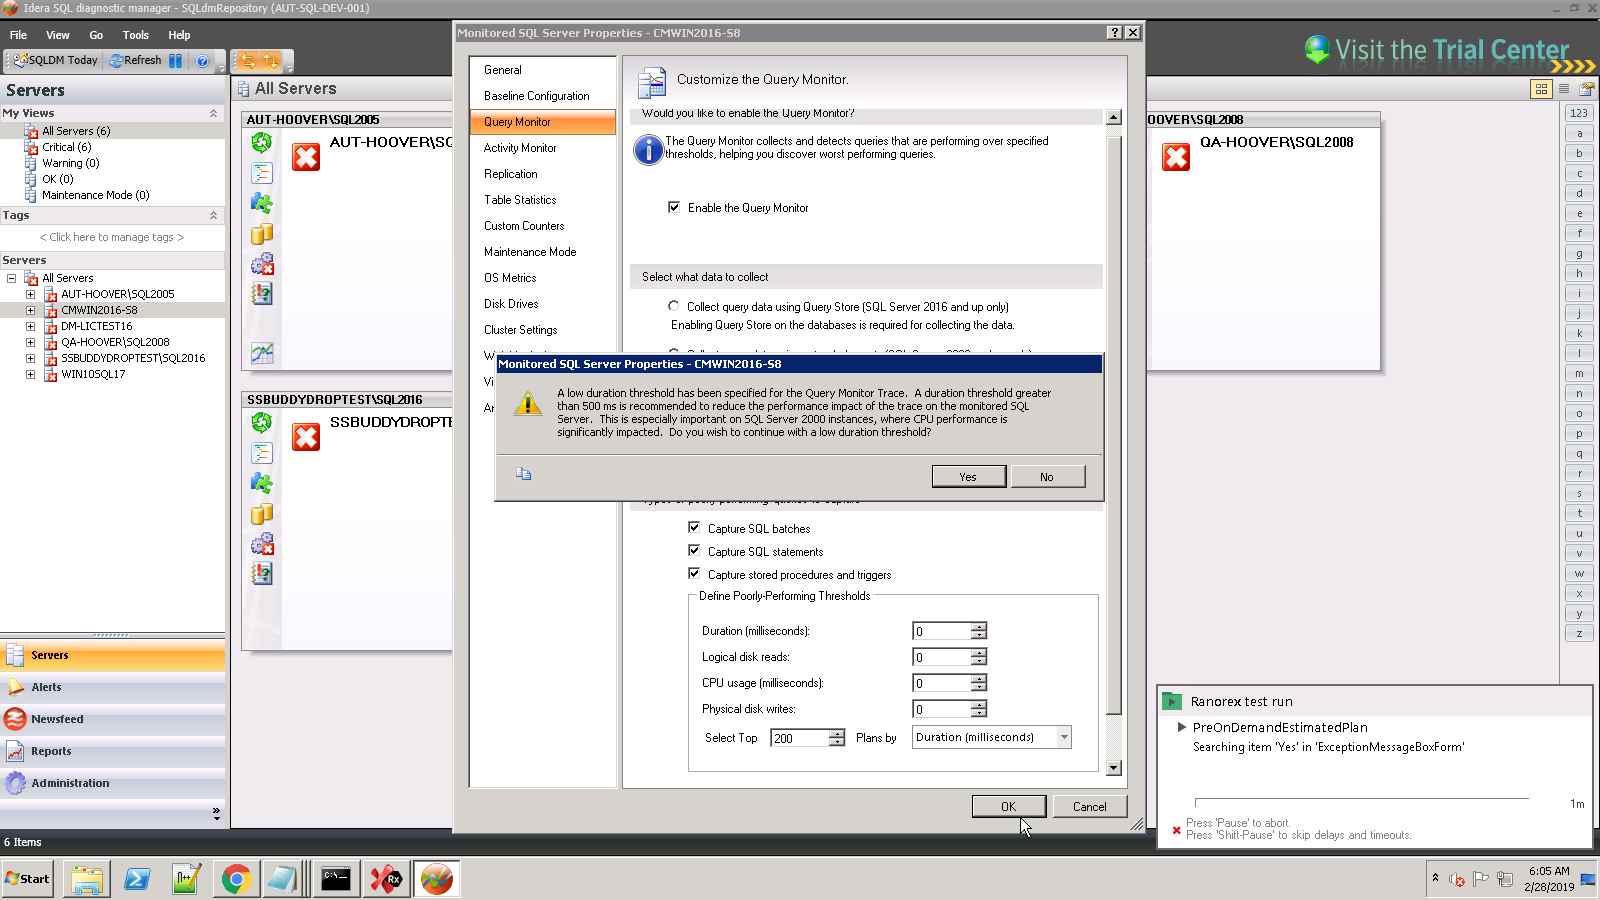 Idera SQL diagnostic manager - SQLdmRepository (AUT-SQL-DEV-001)
File View Go Tools Help
SQLDM Today Refresh
Visit the Trial Center
Servers
My Views
All Servers (6)
Critical (6)
Warning (0)
OK (0)
Maintenance Mode (0)
Tags
< Click here to manage tags >
Servers
All Servers
AUT-HOOVER\SQL2005
CMWIN2016-S8
DM-LICTEST16
QA-HOOVER\SQL2008
SSBUDDYDROPTEST\SQL2016
WIN10SQL17
Servers
Alerts
Newsfeed
Reports
Administration
6 Items
All Servers
AUT-HOOVER\SQL2005
AUT-HOOVER\SQ
SSBUDDYDROPTEST\SQL2016
SSBUDDYDROPTE
OOVER\SQL2008
QA-HOOVER\SQL2008
Monitored SQL Server Properties - CMWIN2016-S8
General
Baseline Configuration
Query Monitor
Activity Monitor
Replication
Table Statistics
Custom Counters
Maintenance Mode
OS Metrics
Disk Drives
Cluster Settings
Customize the Query Monitor.
Would you like to enable the Query Monitor?
The Query Monitor collects and detects queries that are performing over specified
thresholds, helping you discover worst performing queries.
Enable the Query Monitor
Select what data to collect
Collect query data using Query Store (SQL Server 2016 and up only)
Enabling Query Store on the databases is required for collecting the data.
Monitored SQL Server Properties - CMWIN2016-S8
A low duration threshold has been specified for the Query Monitor Trace. A duration threshold greater
than 500 ms is recommended to reduce the performance impact of the trace on the monitored SQL
Server. This is especially important on SQL Server 2000 instances, where CPU performance is
significantly impacted. Do you wish to continue with a low duration threshold?
Yes No
Capture SQL batches
Capture SQL statements
Capture stored procedures and triggers
Define Poorly-Performing Thresholds
Duration (milliseconds): 0
Logical disk reads: 0
CPU usage (milliseconds): 0
Physical disk writes: 0
Select Top 200 Plans by Duration (milliseconds)
OK Cancel
123
a
b
c
d
e
f
g
h
i
j
k
l
m
n
o
p
q
r
s
t
u
v
w
x
y
z
Ranorex test run
PreOnDemandEstimatedPlan
Searching item 'Yes' in 'ExceptionMessageBoxForm'
1m
Press 'Pause' to abort.
Press 'Shift-Pause' to skip delays and timeouts.
Start
6:05 AM
2/28/2019